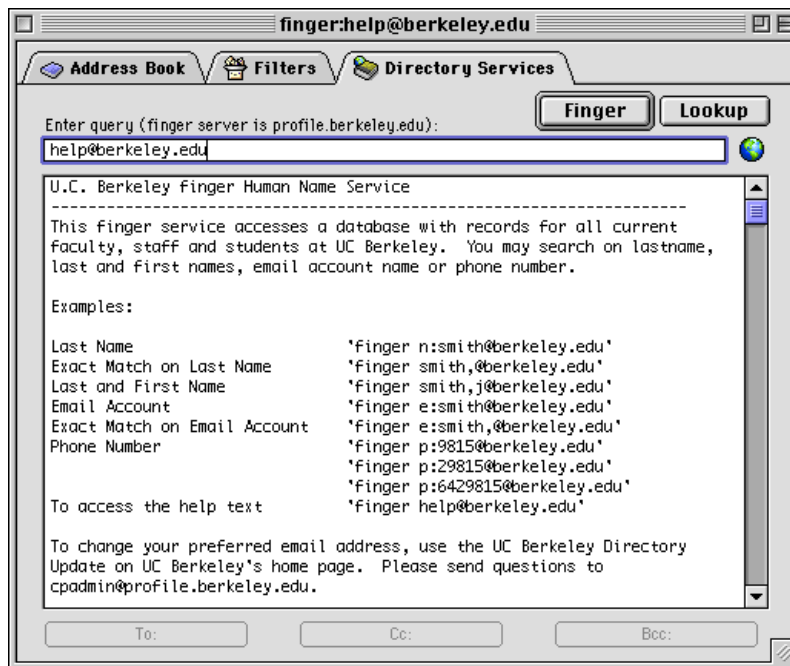 finger:help@berkeley.edu
Address Book
Filters
Directory Services
Finger
Lookup
Enter query (finger server is profile.berkeley.edu):
help@berkeley.edu
U.C. Berkeley finger Human Name Service
------------------------------------------------------------------------
This finger service accesses a database with records for all current
faculty, staff and students at UC Berkeley.  You may search on lastname,
last and first names, email account name or phone number.
Examples:
Last Name 'finger n:smith@berkeley.edu'
Exact Match on Last Name 'finger smith,@berkeley.edu'
Last and First Name 'finger smith,j@berkeley.edu'
Email Account 'finger e:smith@berkeley.edu'
Exact Match on Email Account 'finger e:smith,@berkeley.edu'
Phone Number 'finger p:9815@berkeley.edu'
'finger p:29815@berkeley.edu'
'finger p:6429815@berkeley.edu'
To access the help text 'finger help@berkeley.edu'
To change your preferred email address, use the UC Berkeley Directory
Update on UC Berkeley's home page.  Please send questions to
cpadmin@profile.berkeley.edu.
To:
Cc:
Bcc: